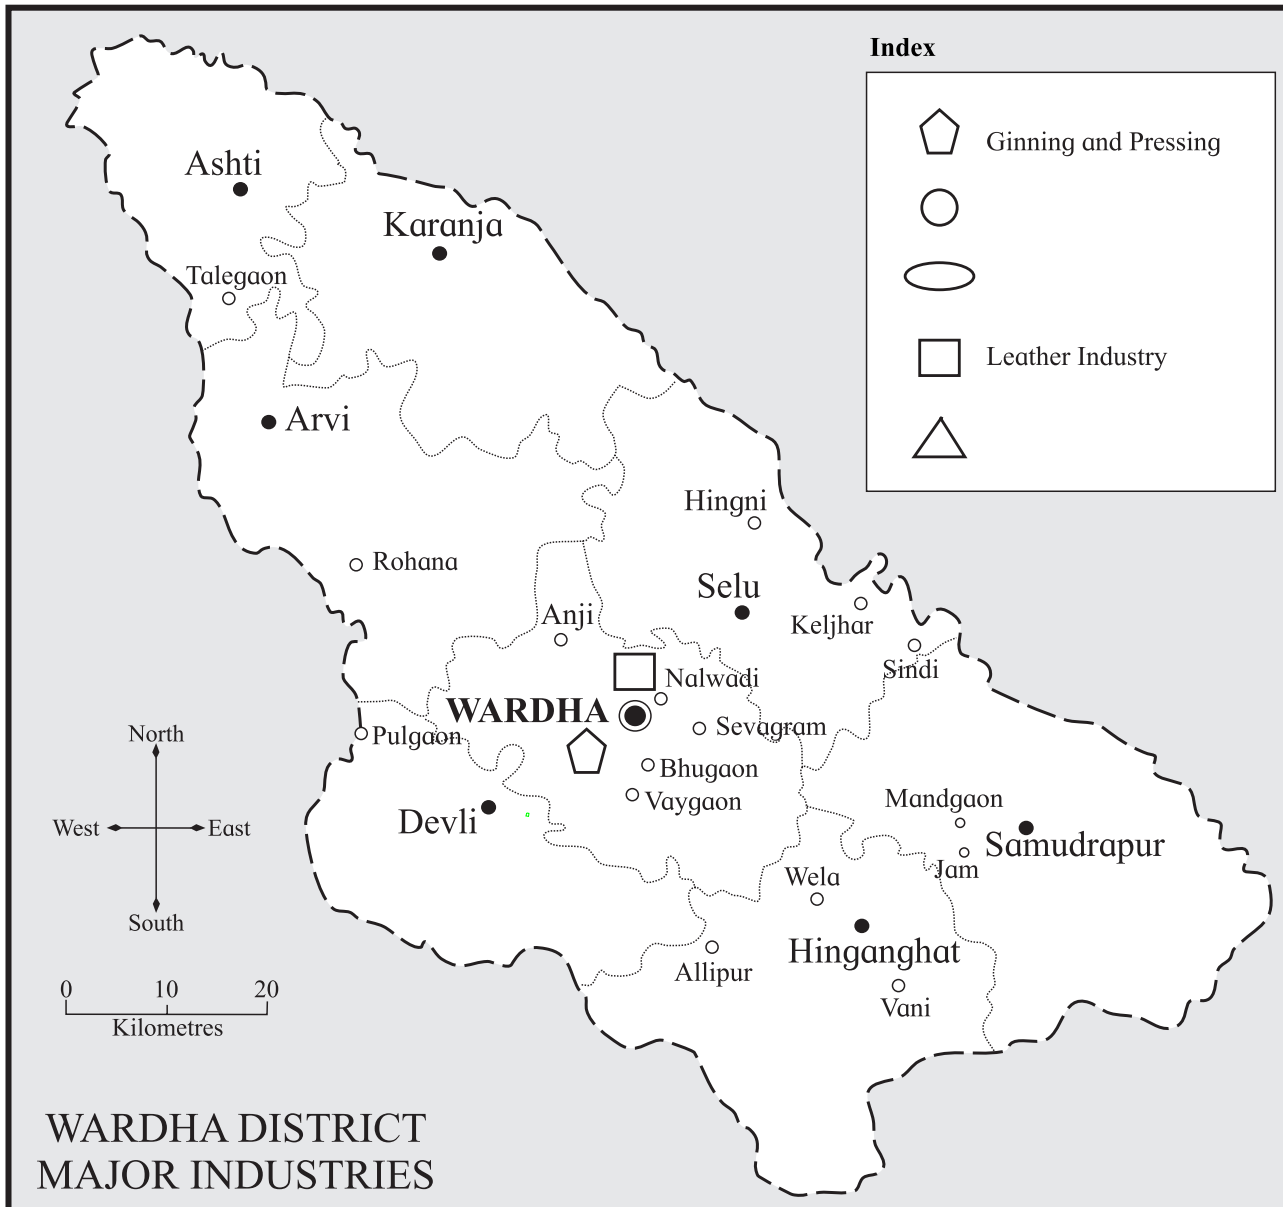 Index
Ginning and Pressing
Leather Industry
Ashti
Karanja
Talegaon
Arvi
Hingni
Rohana
Selu
Anji
Keljhar
Sindi
Nalwadi
WARDHA
Sevagram
Pulgaon
Bhugaon
Vaygaon
Devli
Mandgaon
Samudrapur
Jam
Wela
Hinganghat
Allipur
Vani
North
West
East
South
0 10 20
Kilometres
WARDHA DISTRICT
MAJOR INDUSTRIES